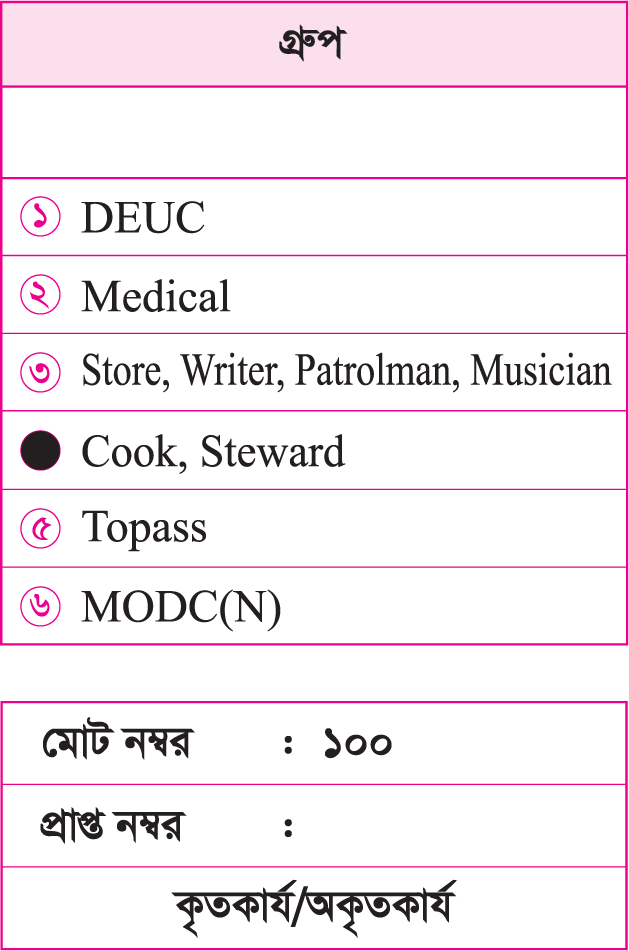 গ্রুপ
১ DEUC
২ Medical
৩ Store, Writer, Patrolman, Musician
Cook, Steward
৫ Topass
৬ MODC(N)
মোট নম্বর : ১০০
প্রাপ্ত নম্বর :
কৃতকার্য/অকৃতকার্য